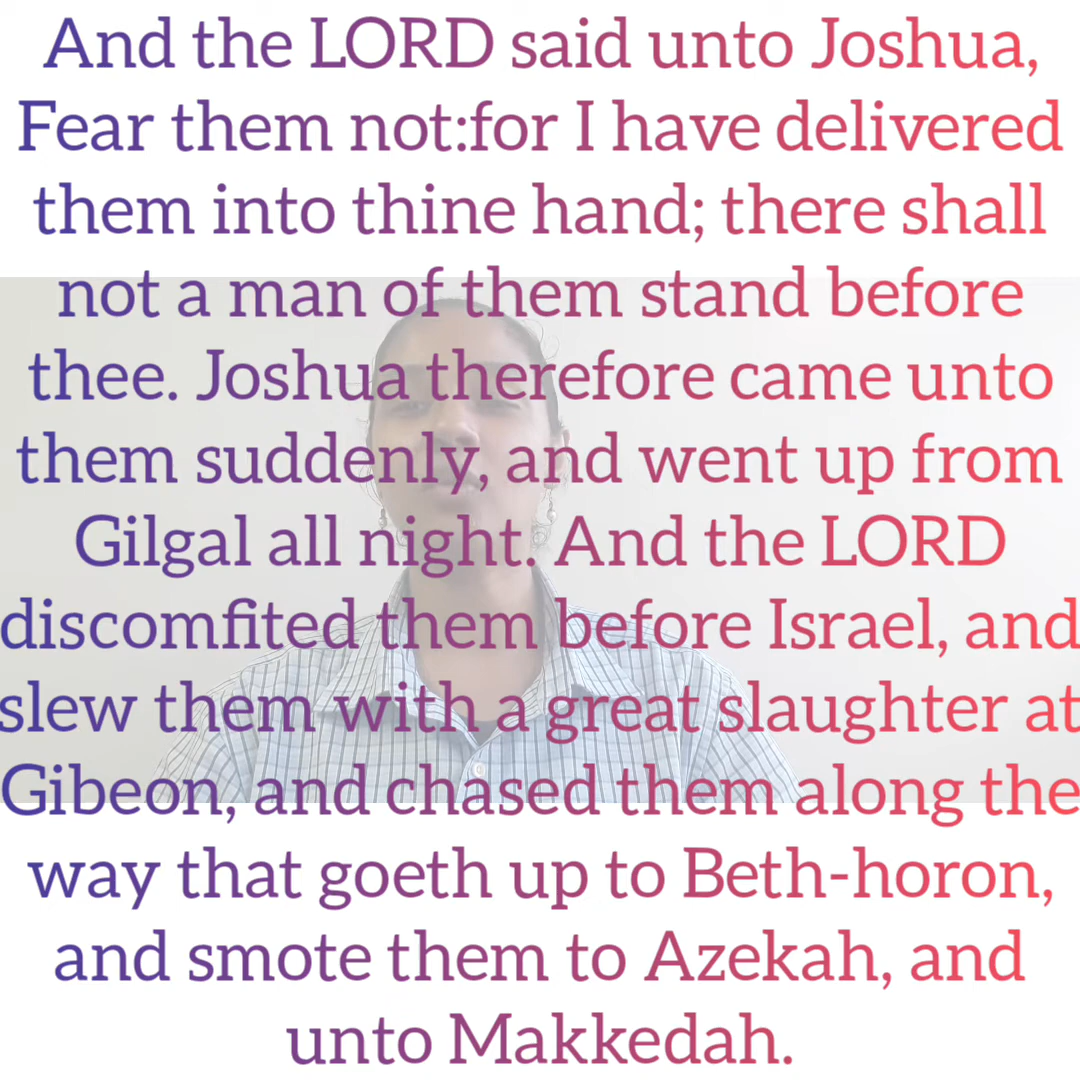 And the LORD said unto Joshua,
Fear them not:for I have delivered
them into thine hand; there shall
not a man of them stand before
thee. Joshua therefore came unto
them suddenly, and went up from
Gilgal all night. And the LORD
discomfited them before Israel, and
slew them with a great slaughter at
Gibeon, and chased them along the
way that goeth up to Beth-horon,
and smote them to Azekah, and
unto Makkedah.